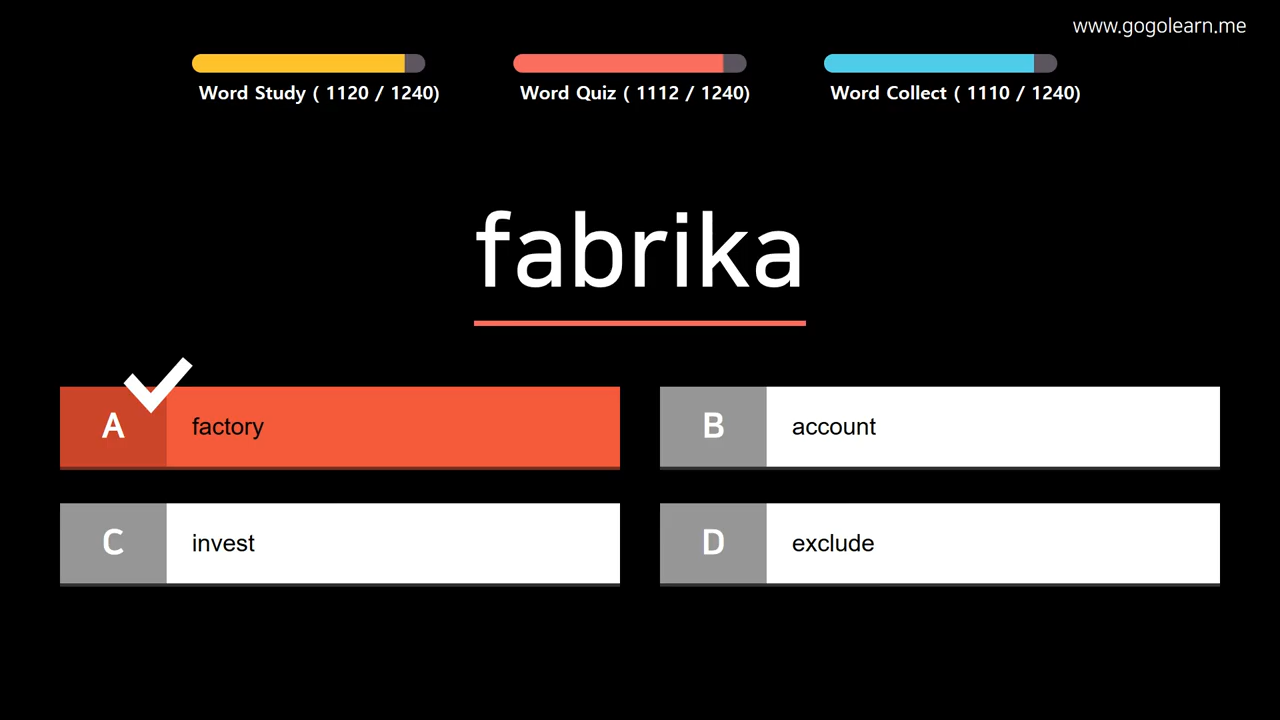 www.gogolearn.me
Word Study ( 1120 / 1240)
Word Quiz ( 1112 / 1240)
Word Collect ( 1110 / 1240)
fabrika
A factory
B account
C invest
D exclude